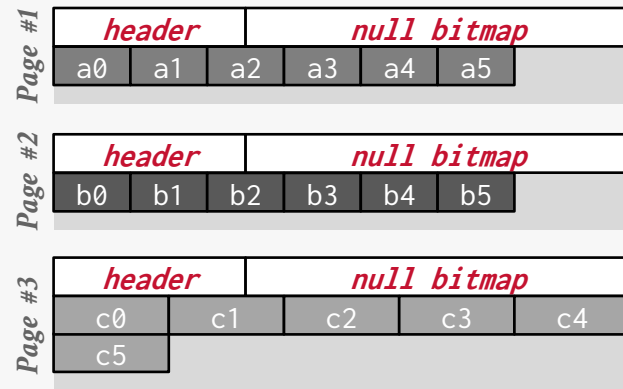 Page #1
header null bitmap
a0 a1 a2 a3 a4 a5
Page #2
header null bitmap
b0 b1 b2 b3 b4 b5
Page #3
header null bitmap
c0 c1 c2 c3 c4
c5